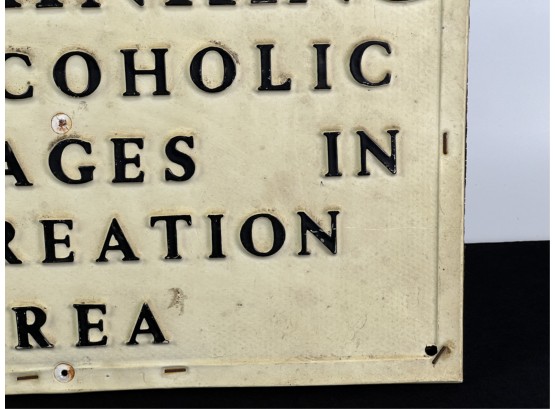 COHOLIC
AGES IN
REATION
REA